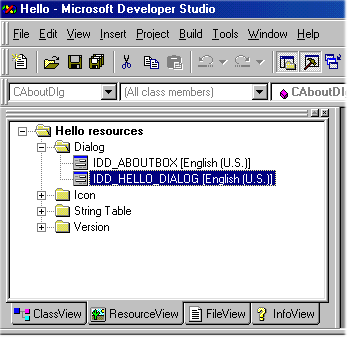 Hello - Microsoft Developer Studio
File Edit View Insert Project Build Tools Window Help
CAboutDlg (All class members) CAboutDl
Hello resources
Dialog
IDD_ABOUTBOX [English (U.S.)]
IDD_HELLO_DIALOG [English (U.S.)]
Icon
String Table
Version
ClassView ResourceView FileView InfoView